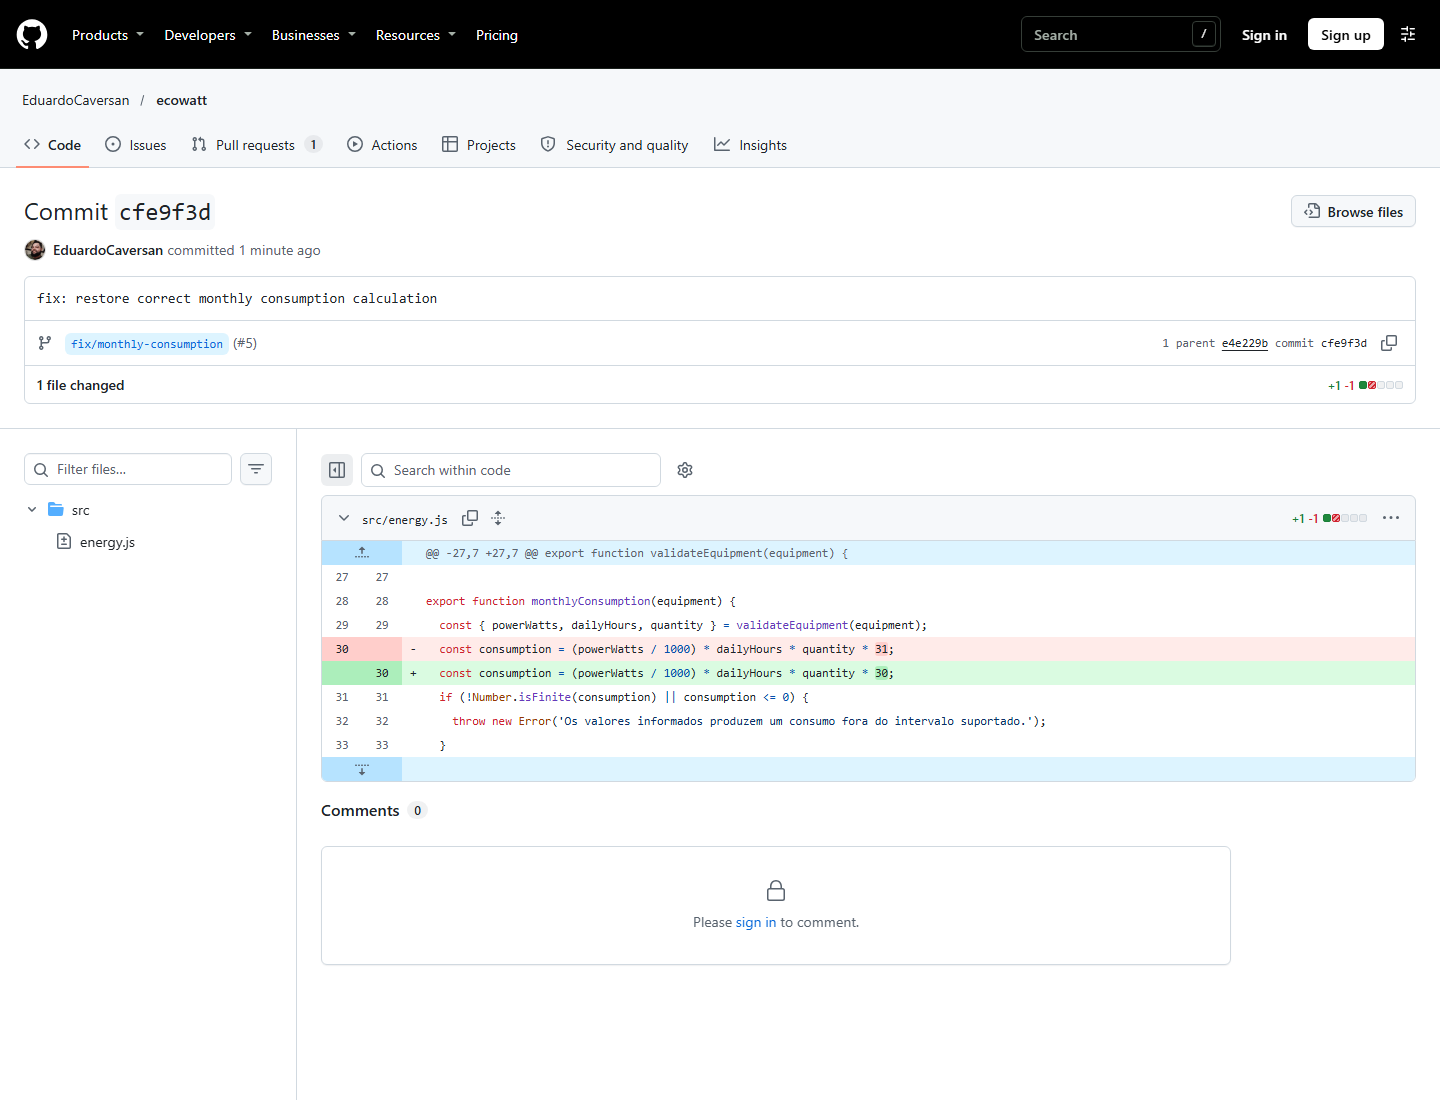 Products Developers Businesses Resources Pricing Search / Sign in Sign up
EduardoCaversan / ecowatt
Code Issues Pull requests 1 Actions Projects Security and quality Insights
Commit cfe9f3d Browse files
EduardoCaversan committed 1 minute ago
fix: restore correct monthly consumption calculation
fix/monthly-consumption (#5) 1 parent e4e229b commit cfe9f3d
1 file changed +1 -1
Filter files... Search within code
src
energy.js
src/energy.js +1 -1
@@ -27,7 +27,7 @@ export function validateEquipment(equipment) {
27 27
28 28 export function monthlyConsumption(equipment) {
29 29 const { powerWatts, dailyHours, quantity } = validateEquipment(equipment);
30 - const consumption = (powerWatts / 1000) * dailyHours * quantity * 31;
30 + const consumption = (powerWatts / 1000) * dailyHours * quantity * 30;
31 31 if (!Number.isFinite(consumption) || consumption <= 0) {
32 32 throw new Error('Os valores informados produzem um consumo fora do intervalo suportado.');
33 33 }
Comments 0
Please sign in to comment.